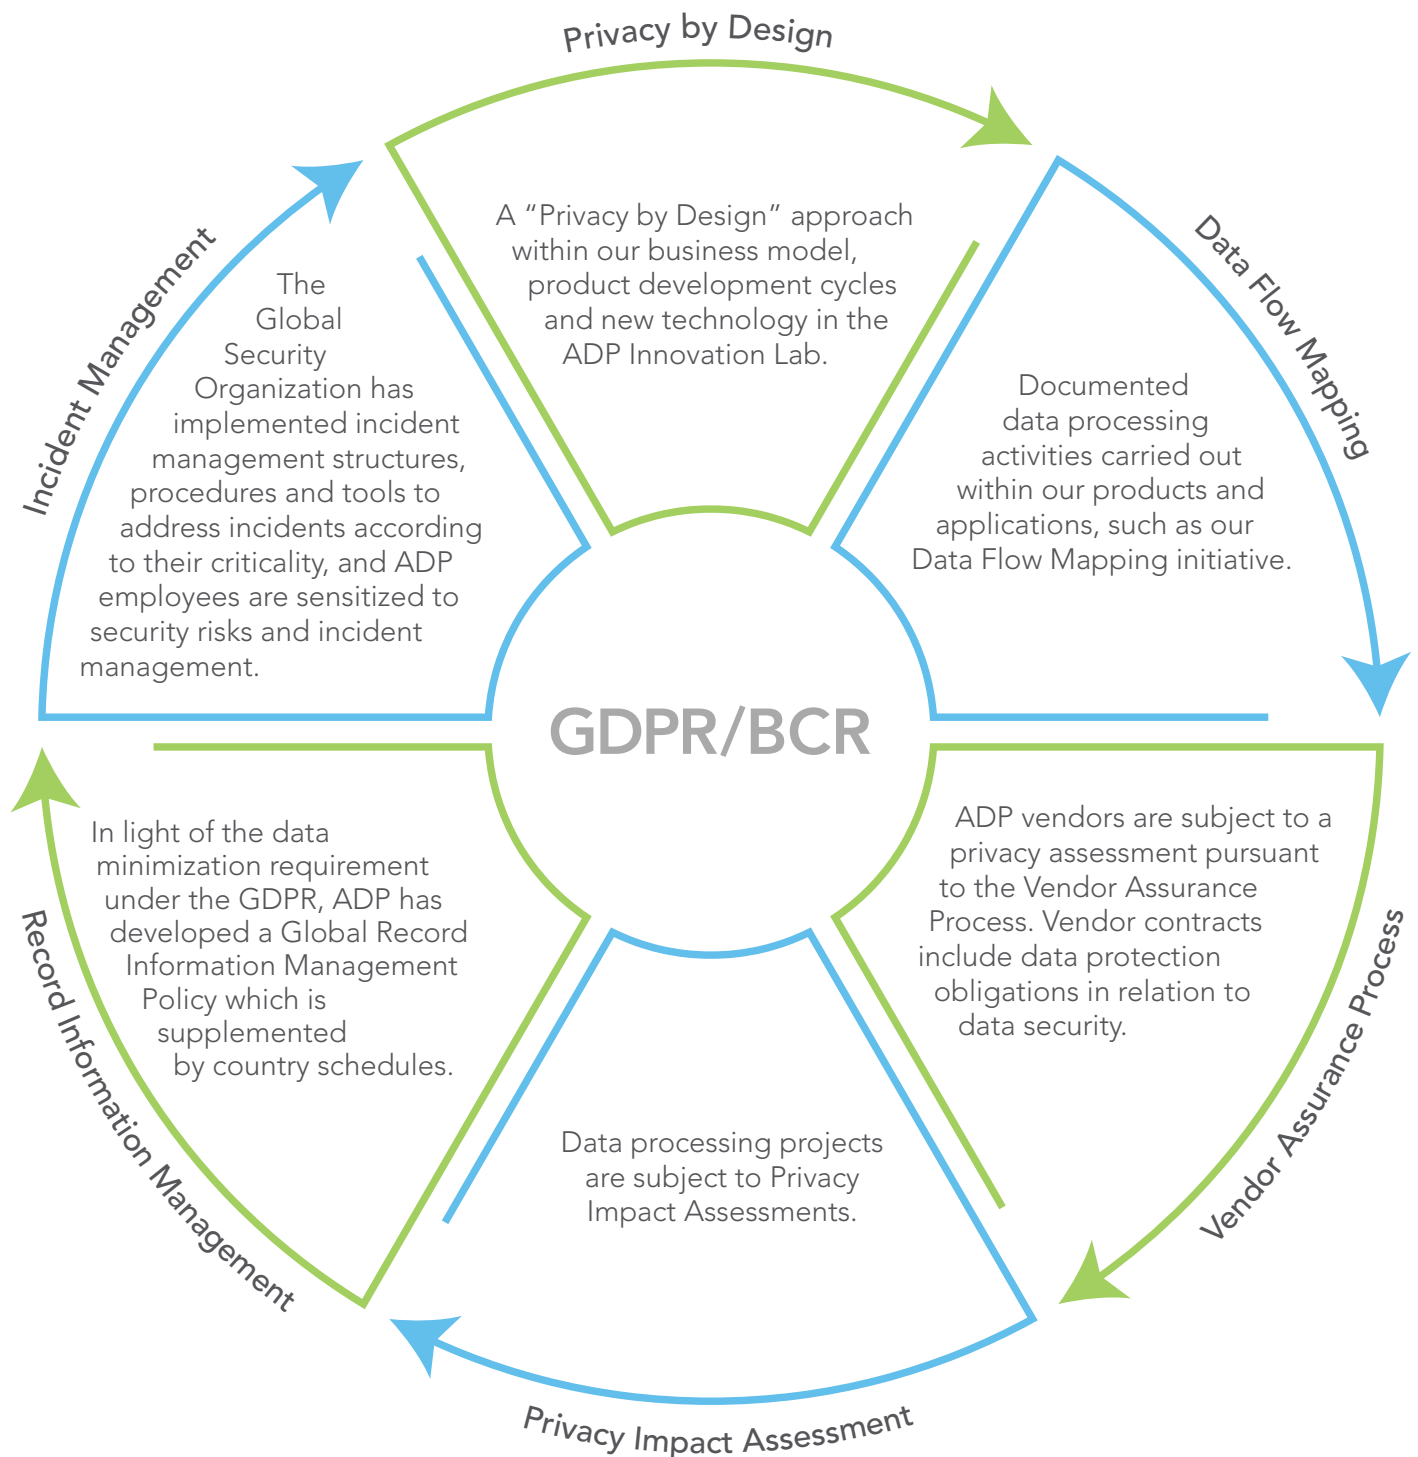 Privacy by Design
A “Privacy by Design” approach
within our business model,
product development cycles
and new technology in the
ADP Innovation Lab.
Data Flow Mapping
Documented
data processing
activities carried out
within our products and
applications, such as our
Data Flow Mapping initiative.
Vendor Assurance Process
ADP vendors are subject to a
privacy assessment pursuant
to the Vendor Assurance
Process. Vendor contracts
include data protection
obligations in relation to
data security.
Privacy Impact Assessment
Data processing projects
are subject to Privacy
Impact Assessments.
Record Information Management
In light of the data
minimization requirement
under the GDPR, ADP has
developed a Global Record
Information Management
Policy which is
supplemented
by country schedules.
Incident Management
The
Global
Security
Organization has
implemented incident
management structures,
procedures and tools to
address incidents according
to their criticality, and ADP
employees are sensitized to
security risks and incident
management.
GDPR/BCR